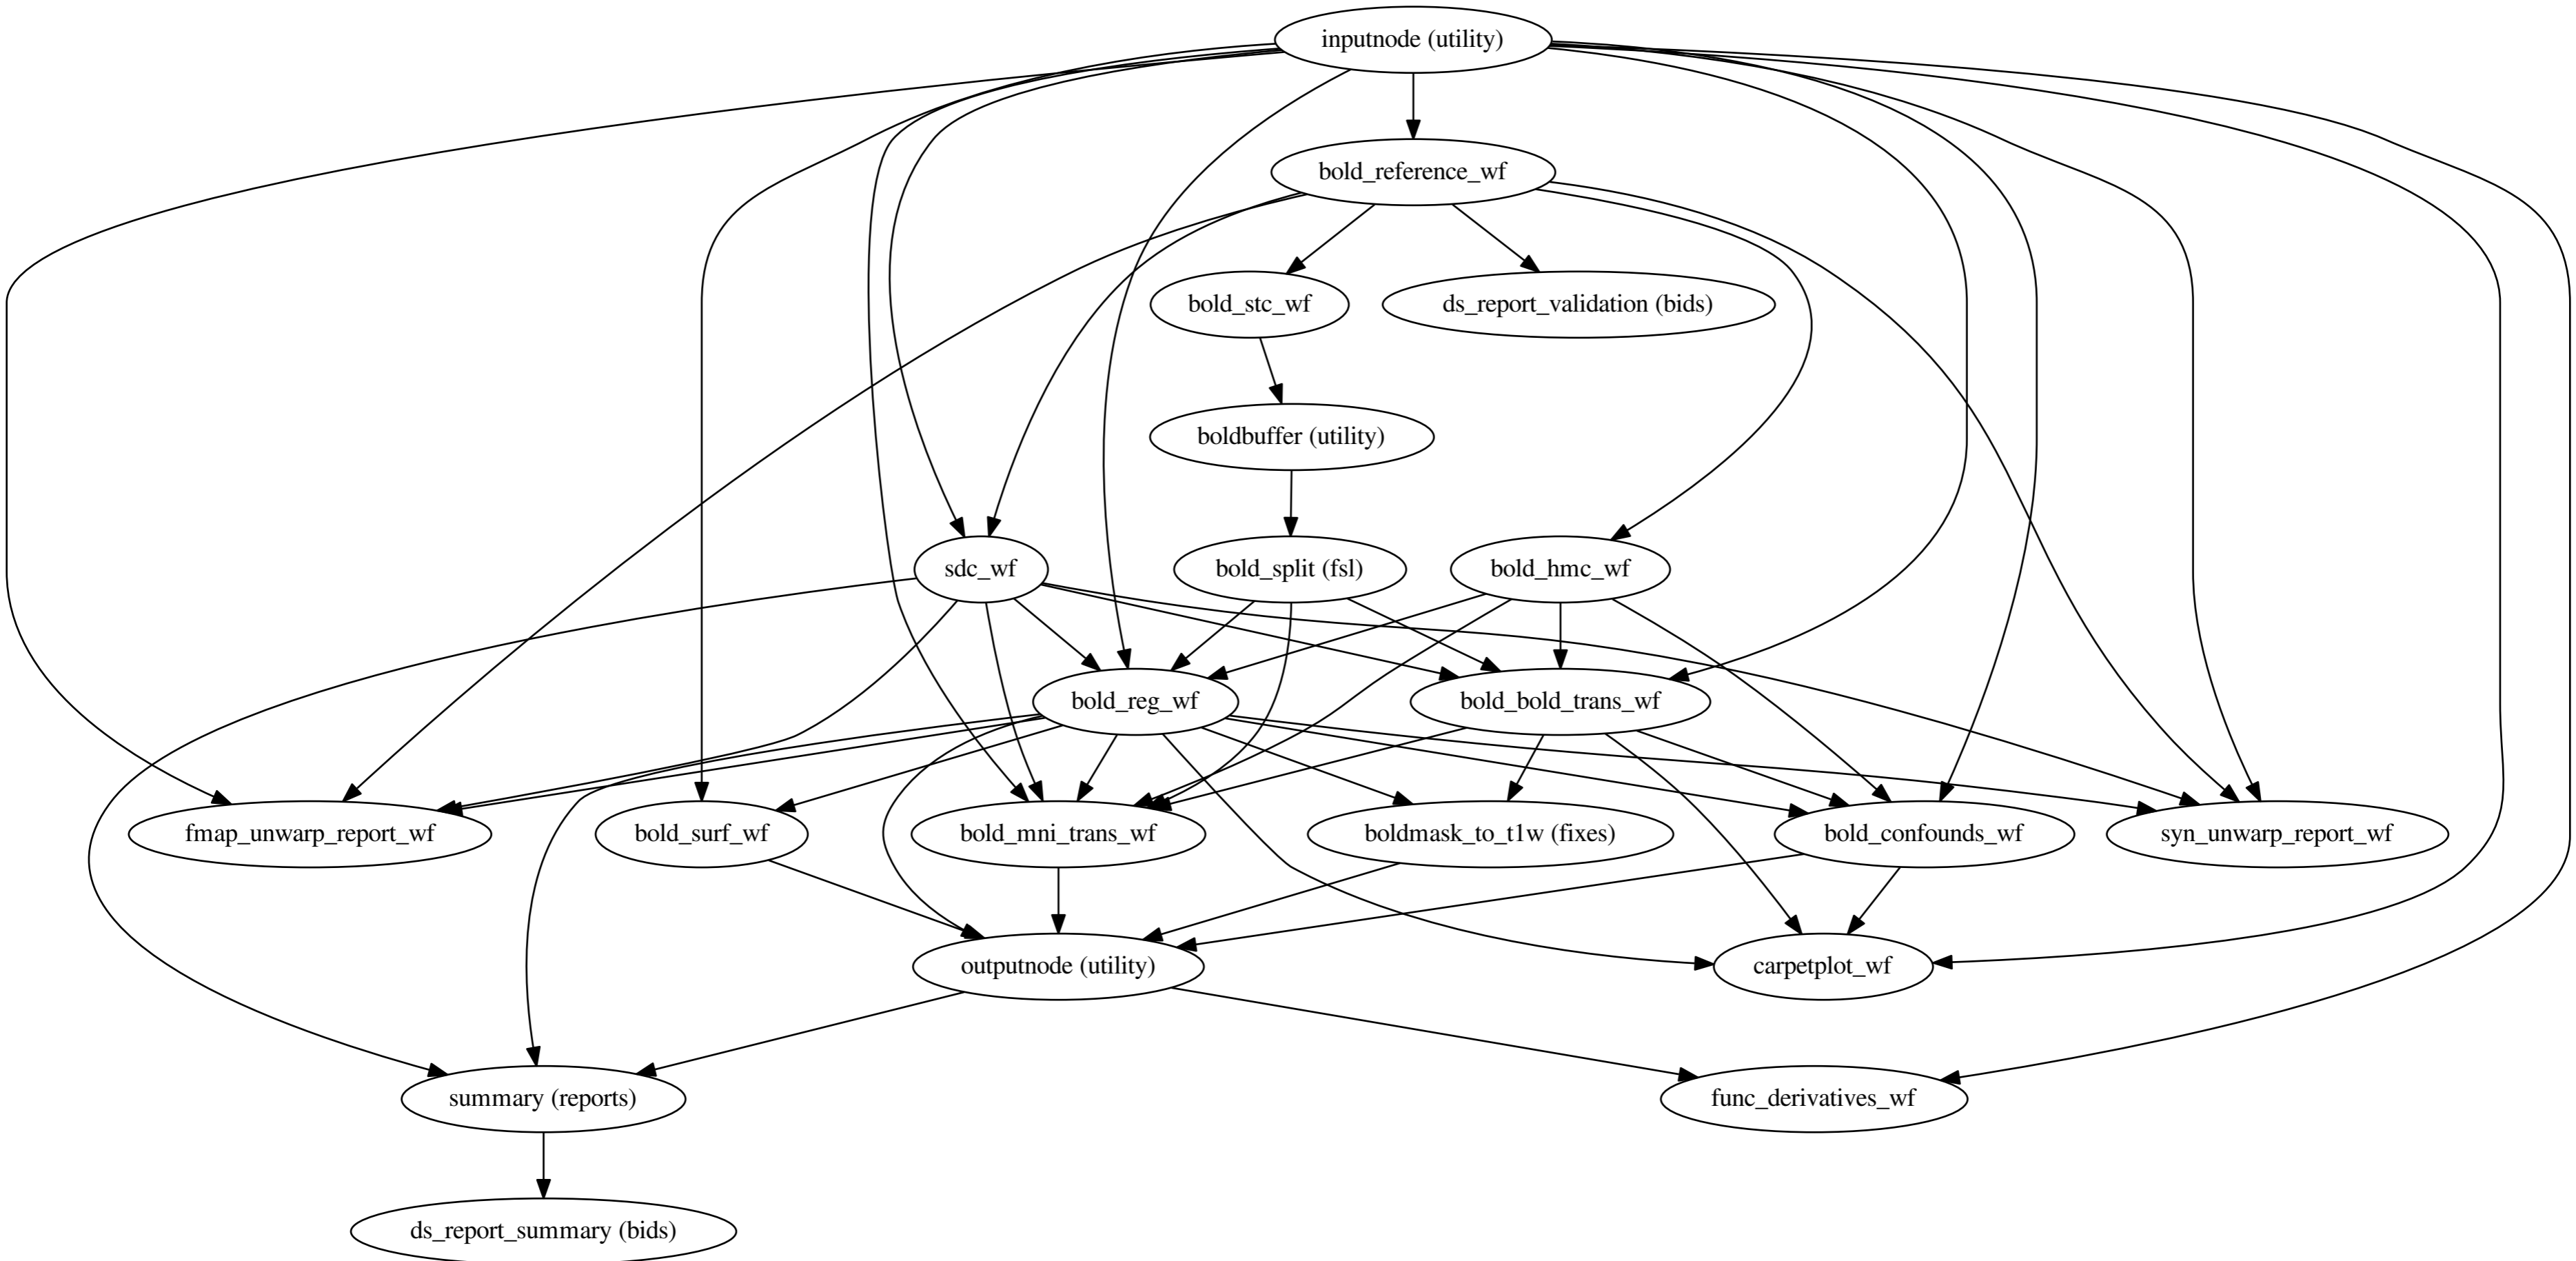 inputnode (utility)
bold_reference_wf
bold_stc_wf
ds_report_validation (bids)
boldbuffer (utility)
sdc_wf
bold_split (fsl)
bold_hmc_wf
bold_reg_wf
bold_bold_trans_wf
fmap_unwarp_report_wf
bold_surf_wf
bold_mni_trans_wf
boldmask_to_t1w (fixes)
bold_confounds_wf
syn_unwarp_report_wf
outputnode (utility)
carpetplot_wf
summary (reports)
func_derivatives_wf
ds_report_summary (bids)